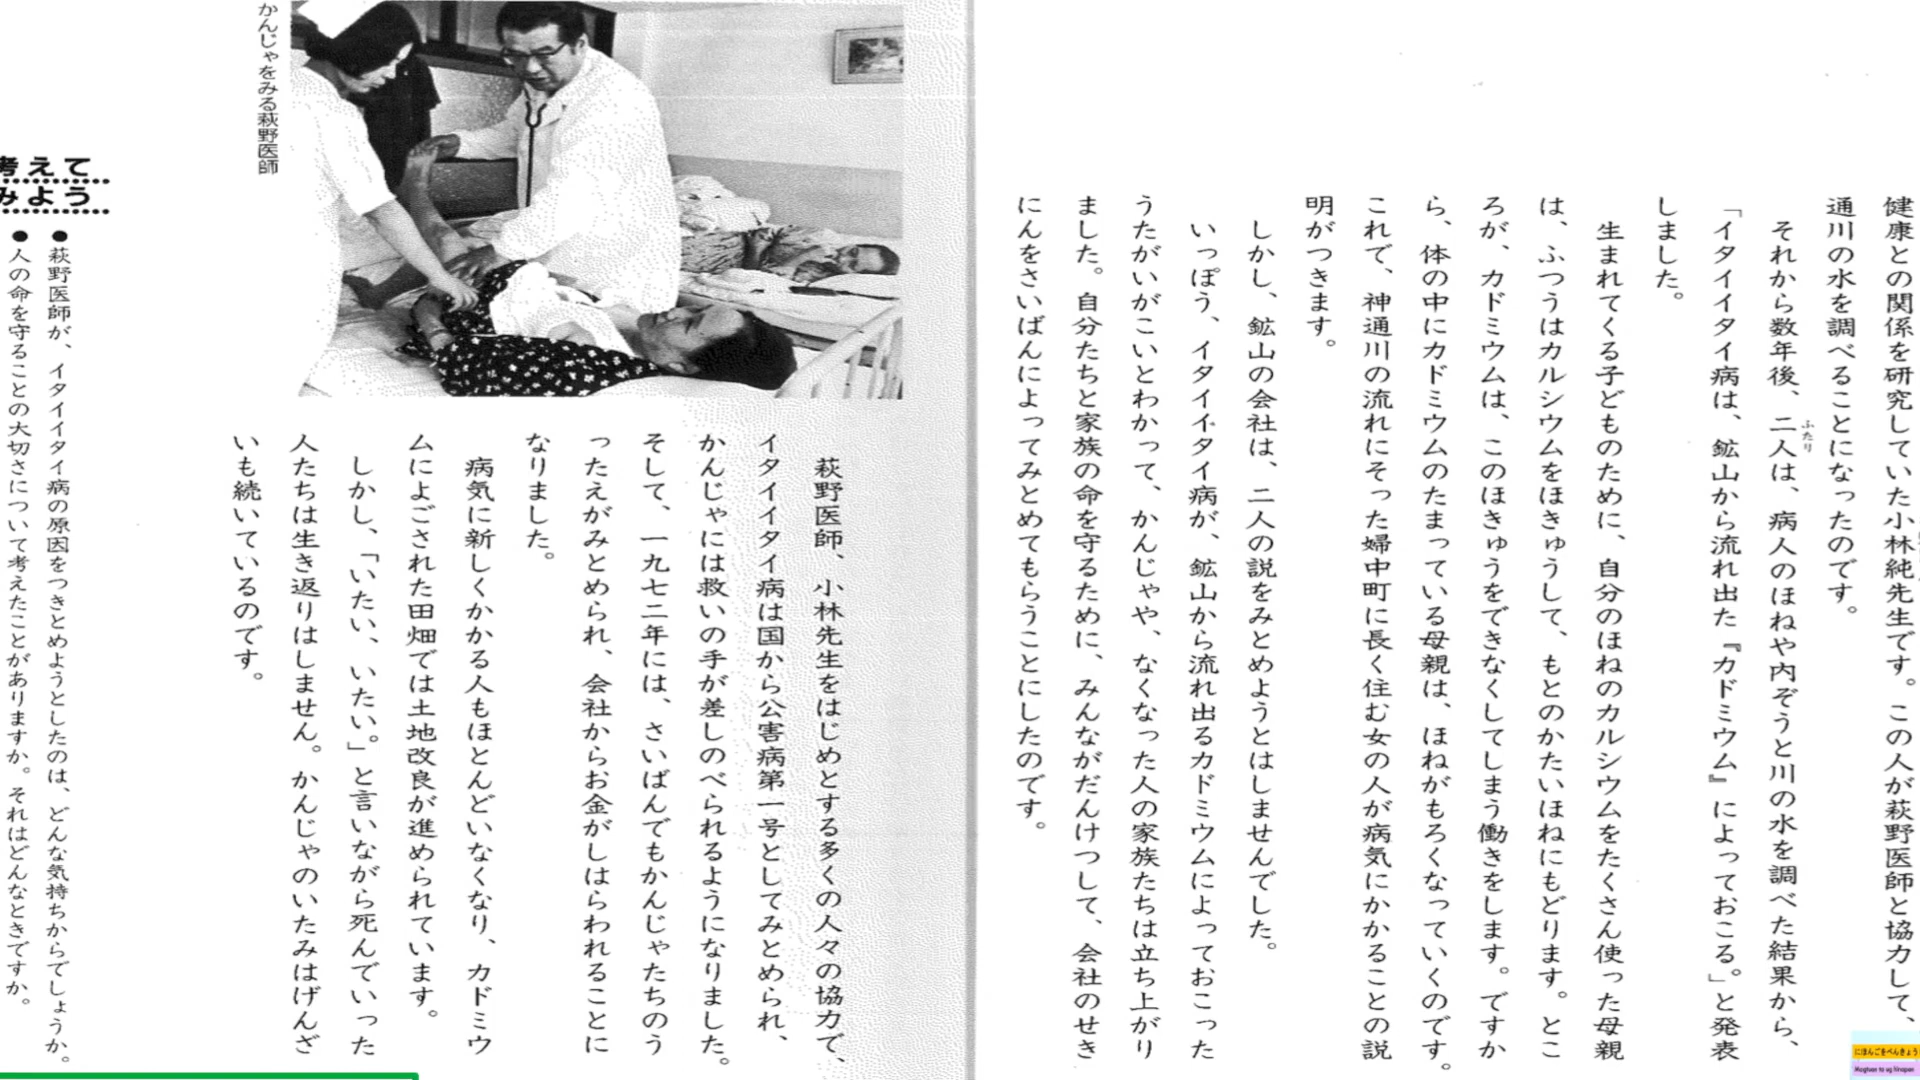 健康との関係を研究していた小林純先生です。この人が萩野医師と協力して、
通川の水を調べることになったのです。
それから数年後、二人は、病人のほねや内ぞうと川の水を調べた結果から、
ふたり
「イタイイタイ病は、鉱山から流れ出た『カドミウム』によっておこる。」と発表
しました。
生まれてくる子どものために、自分のほねのカルシウムをたくさん使った母親
は、ふつうはカルシウムをほきゅうして、もとのかたいほねにもどります。とこ
ろが、カドミウムは、このほきゅうをできなくしてしまう働きをします。ですか
ら、体の中にカドミウムのたまっている母親は、ほねがもろくなっていくのです。
これで、神通川の流れにそった婦中町に長く住む女の人が病気にかかることの説
明がつきます。
しかし、鉱山の会社は、二人の説をみとめようとはしませんでした。
いっぽう、イタイイタイ病が、鉱山から流れ出るカドミウムによっておこった
うたがいがこいとわかって、かんじゃや、なくなった人の家族たちは立ち上がり
ました。自分たちと家族の命を守るために、みんながだんけつして、会社のせき
にんをさいばんによってみとめてもらうことにしたのです。
萩野医師、小林先生をはじめとする多くの人々の協力で、
イタイイタイ病は国から公害病第一号としてみとめられ、
かんじゃには救いの手が差しのべられるようになりました。
そして、一九七二年には、さいばんでもかんじゃたちのう
ったえがみとめられ、会社からお金がしはらわれることに
なりました。
病気に新しくかかる人もほとんどいなくなり、カドミウ
ムによごされた田畑では土地改良が進められています。
しかし、「いたい、いたい。」と言いながら死んでいった
人たちは生き返りはしません。かんじゃのいたみはげんざ
いも続いているのです。
かんじゃをみる萩野医師
考えて
みよう
●萩野医師が、イタイイタイ病の原因をつきとめようとしたのは、どんな気持ちからでしょうか。
●人の命を守ることの大切さについて考えたことがありますか。それはどんなときですか。
にほんごをべんきょう
Magtuon ta ug Hinapon